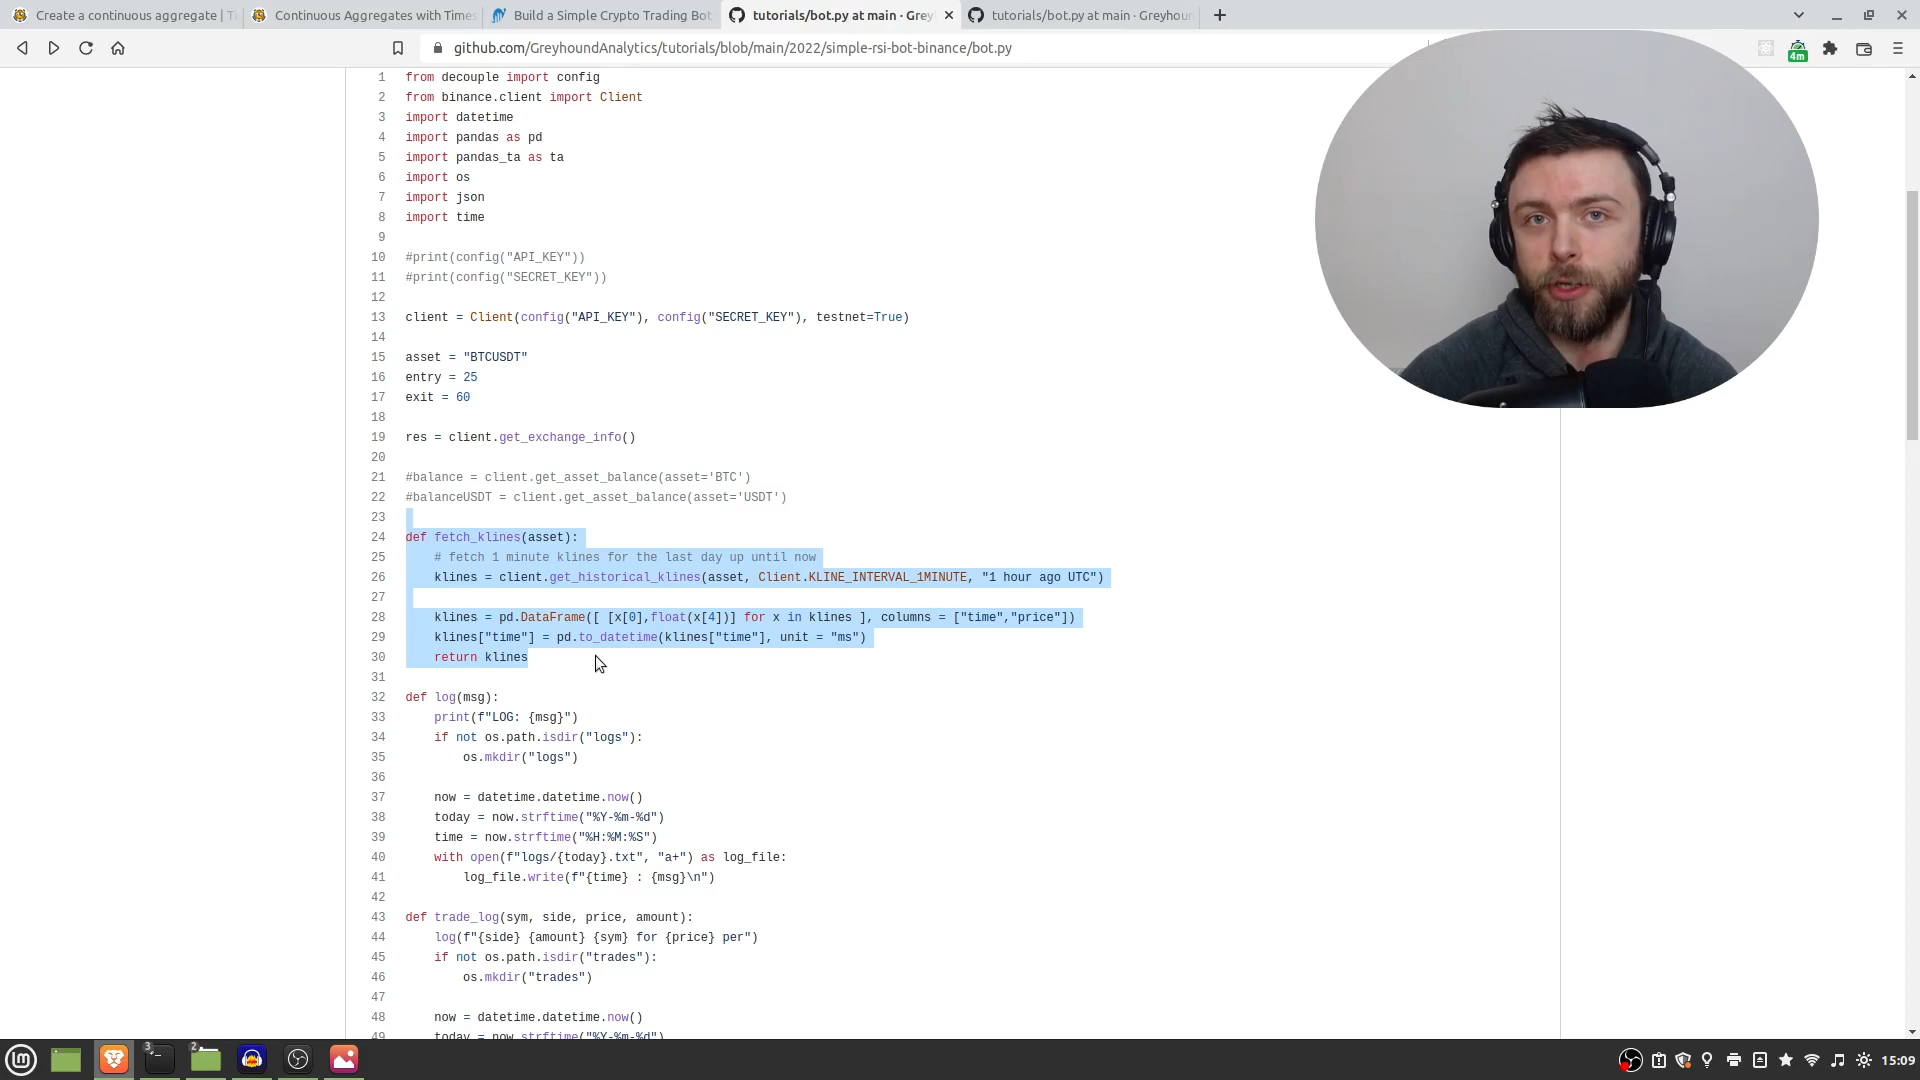 Create a continuous aggregate | Ti
Continuous Aggregates with Times
Build a Simple Crypto Trading Bot
tutorials/bot.py at main · Grey
tutorials/bot.py at main · Greyhoun
github.com/GreyhoundAnalytics/tutorials/blob/main/2022/simple-rsi-bot-binance/bot.py
4m
1 from decouple import config
2 from binance.client import Client
3 import datetime
4 import pandas as pd
5 import pandas_ta as ta
6 import os
7 import json
8 import time
9
10 #print(config("API_KEY"))
11 #print(config("SECRET_KEY"))
12
13 client = Client(config("API_KEY"), config("SECRET_KEY"), testnet=True)
14
15 asset = "BTCUSDT"
16 entry = 25
17 exit = 60
18
19 res = client.get_exchange_info()
20
21 #balance = client.get_asset_balance(asset='BTC')
22 #balanceUSDT = client.get_asset_balance(asset='USDT')
23
24 def fetch_klines(asset):
25     # fetch 1 minute klines for the last day up until now
26     klines = client.get_historical_klines(asset, Client.KLINE_INTERVAL_1MINUTE, "1 hour ago UTC")
27
28     klines = pd.DataFrame([ [x[0],float(x[4])] for x in klines ], columns = ["time","price"])
29     klines["time"] = pd.to_datetime(klines["time"], unit = "ms")
30     return klines
31
32 def log(msg):
33     print(f"LOG: {msg}")
34     if not os.path.isdir("logs"):
35         os.mkdir("logs")
36
37     now = datetime.datetime.now()
38     today = now.strftime("%Y-%m-%d")
39     time = now.strftime("%H:%M:%S")
40     with open(f"logs/{today}.txt", "a+") as log_file:
41         log_file.write(f"{time} : {msg}\n")
42
43 def trade_log(sym, side, price, amount):
44     log(f"{side} {amount} {sym} for {price} per")
45     if not os.path.isdir("trades"):
46         os.mkdir("trades")
47
48     now = datetime.datetime.now()
49     today = now.strftime("%Y-%m-%d")
3
2
15:09